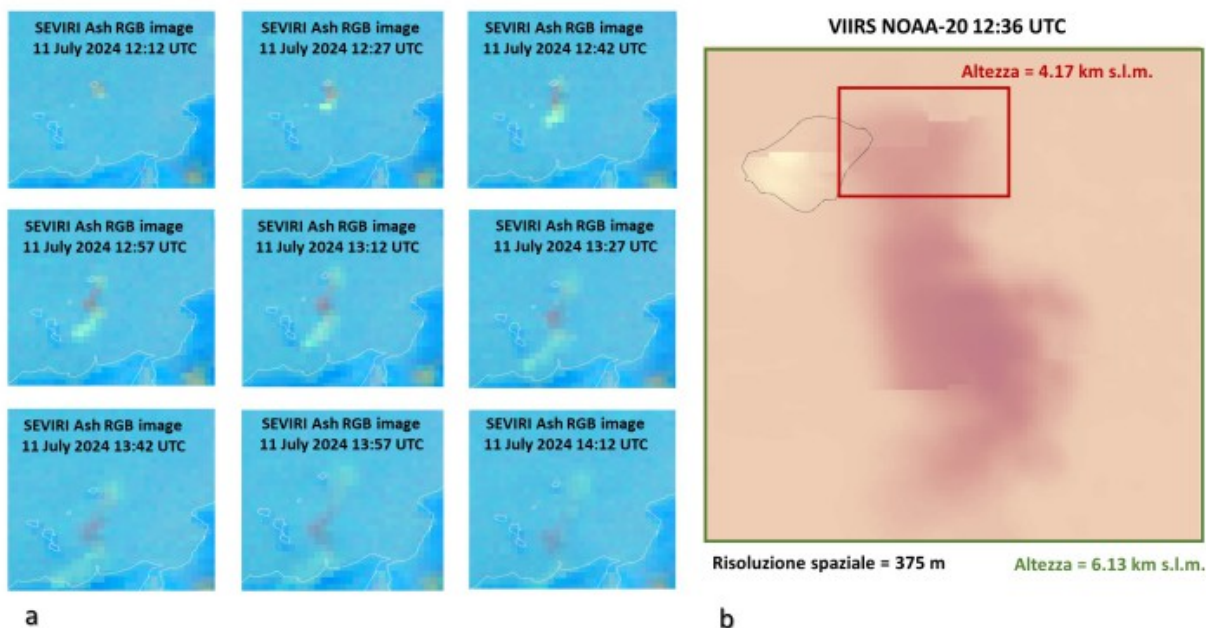 SEVIRI Ash RGB image
11 July 2024 12:12 UTC
SEVIRI Ash RGB image
11 July 2024 12:27 UTC
SEVIRI Ash RGB image
11 July 2024 12:42 UTC
SEVIRI Ash RGB image
11 July 2024 12:57 UTC
SEVIRI Ash RGB image
11 July 2024 13:12 UTC
SEVIRI Ash RGB image
11 July 2024 13:27 UTC
SEVIRI Ash RGB image
11 July 2024 13:42 UTC
SEVIRI Ash RGB image
11 July 2024 13:57 UTC
SEVIRI Ash RGB image
11 July 2024 14:12 UTC
a
VIIRS NOAA-20 12:36 UTC
Altezza = 4.17 km s.l.m.
Risoluzione spaziale = 375 m
Altezza = 6.13 km s.l.m.
b